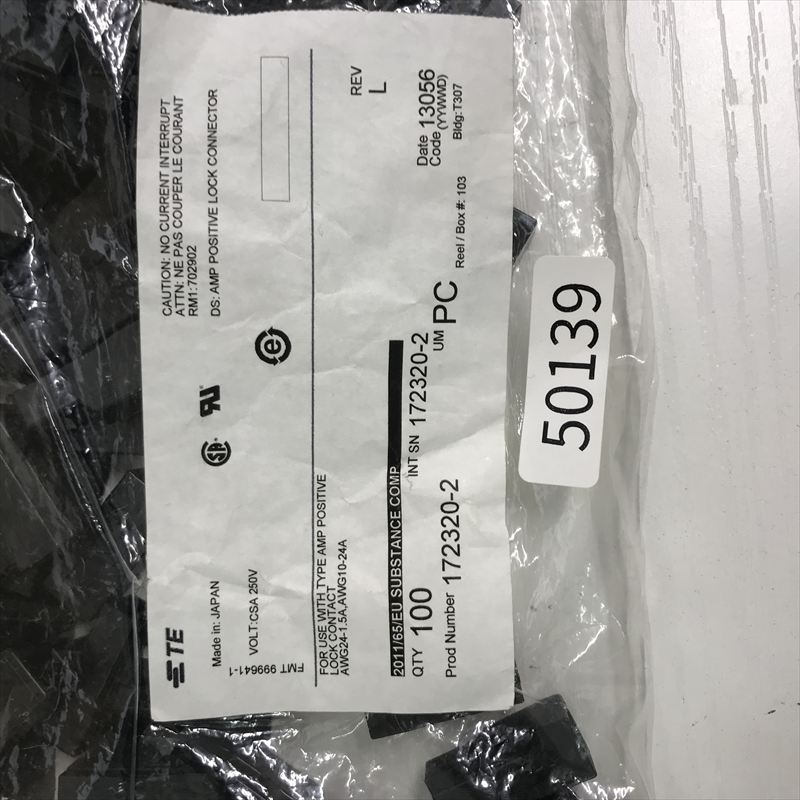 TE
CAUTION: NO CURRENT INTERRUPT
ATTN: NE PAS COUPER LE COURANT
RM1:702902
Made in: JAPAN
DS: AMP POSITIVE LOCK CONNECTOR
VOLT:CSA 250V
FMT 999641-1
FOR USE WITH TYPE AMP POSITIVE
LOCK CONTACT
AWG24-1.5A,AWG10-24A
REV
L
2011/65/EU SUBSTANCE COMP
QTY 100
INT SN 172320-2
Date
Code 13056
(YYWWD)
UM PC
Bldg: T307
Prod Number 172320-2
Reel / Box #: 103
50139